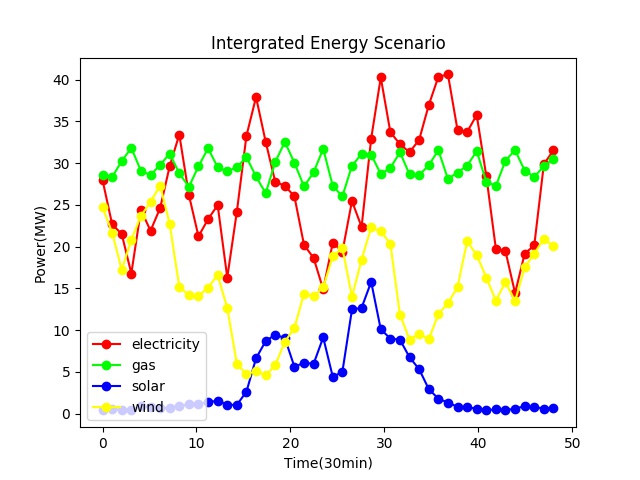 Intergrated Energy Scenario
Power(MW)
40
35
30
25
20
15
10
5
0
electricity
gas
solar
wind
0 10 20 30 40 50
Time(30min)